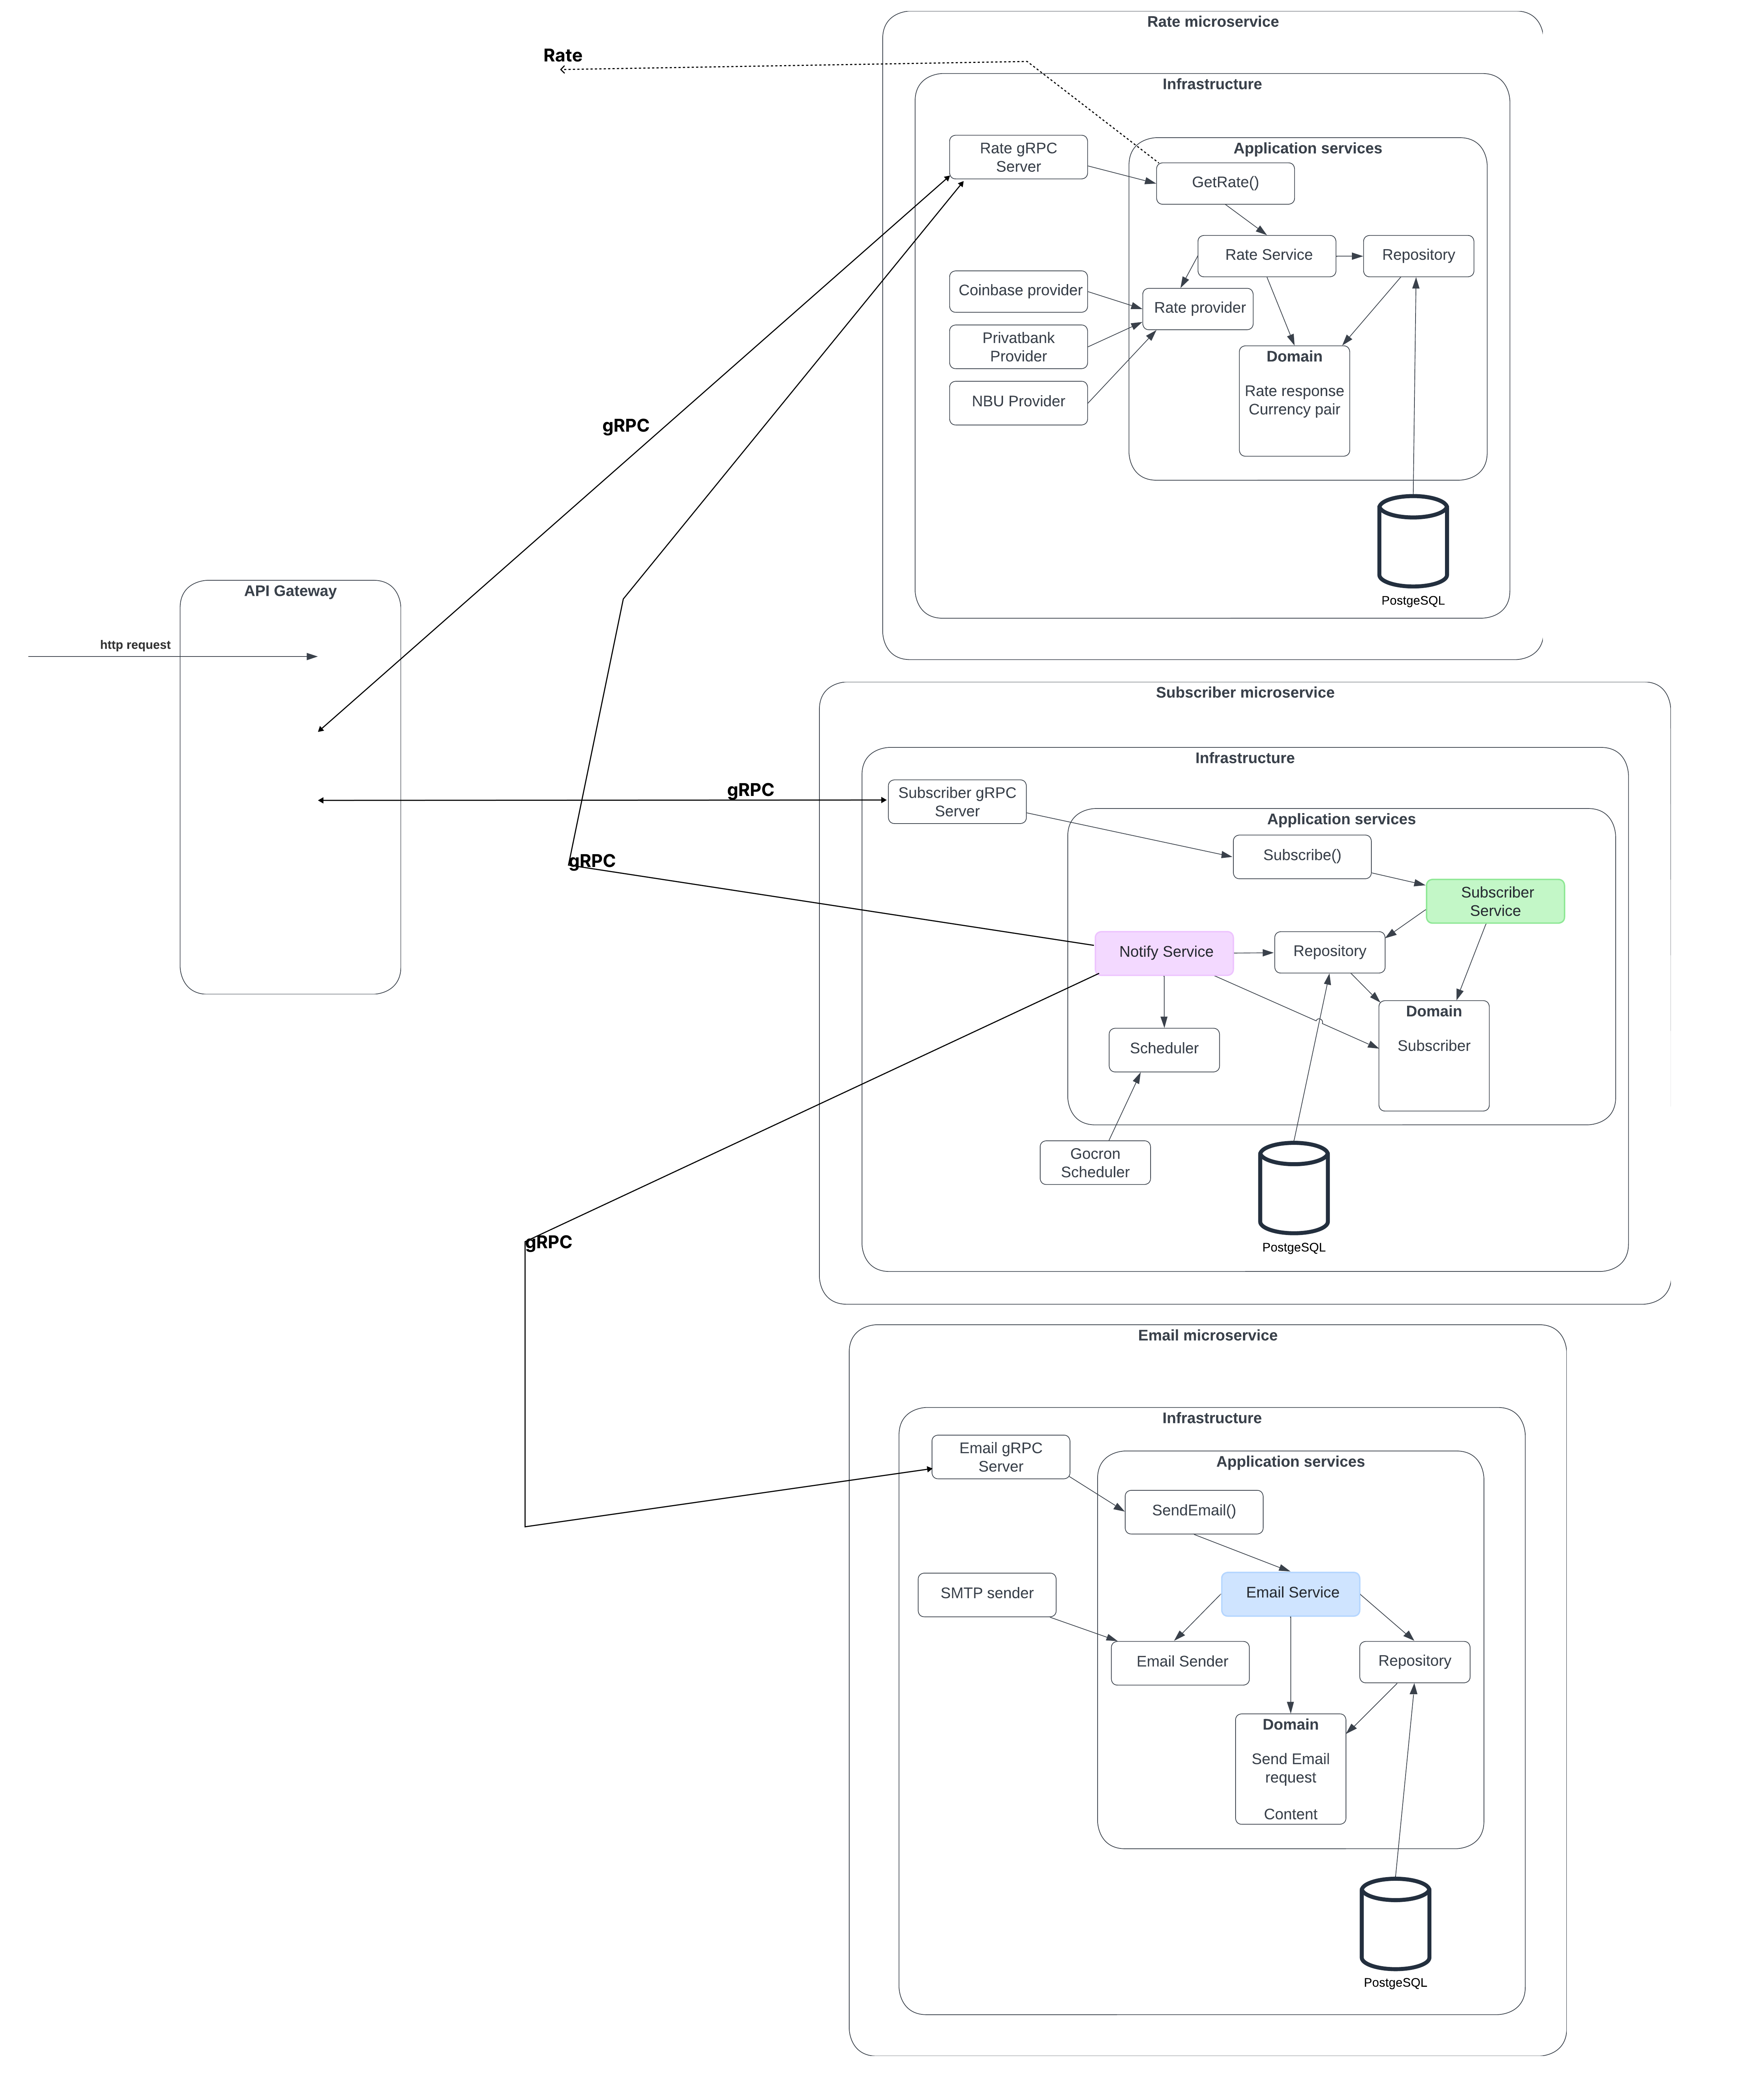 Rate microservice
Rate
Infrastructure
Rate gRPC
Server
Application services
GetRate()
Rate Service
Repository
Coinbase provider
Rate provider
Privatbank
Provider
NBU Provider
Domain
Rate response
Currency pair
gRPC
PostgeSQL
API Gateway
http request
Subscriber microservice
Infrastructure
gRPC
Subscriber gRPC
Server
Application services
Subscribe()
gRPC
Subscriber
Service
Notify Service
Repository
Domain
Subscriber
Scheduler
Gocron
Scheduler
gRPC
PostgeSQL
Email microservice
Infrastructure
Email gRPC
Server
Application services
SendEmail()
SMTP sender
Email Service
Email Sender
Repository
Domain
Send Email
request
Content
PostgeSQL